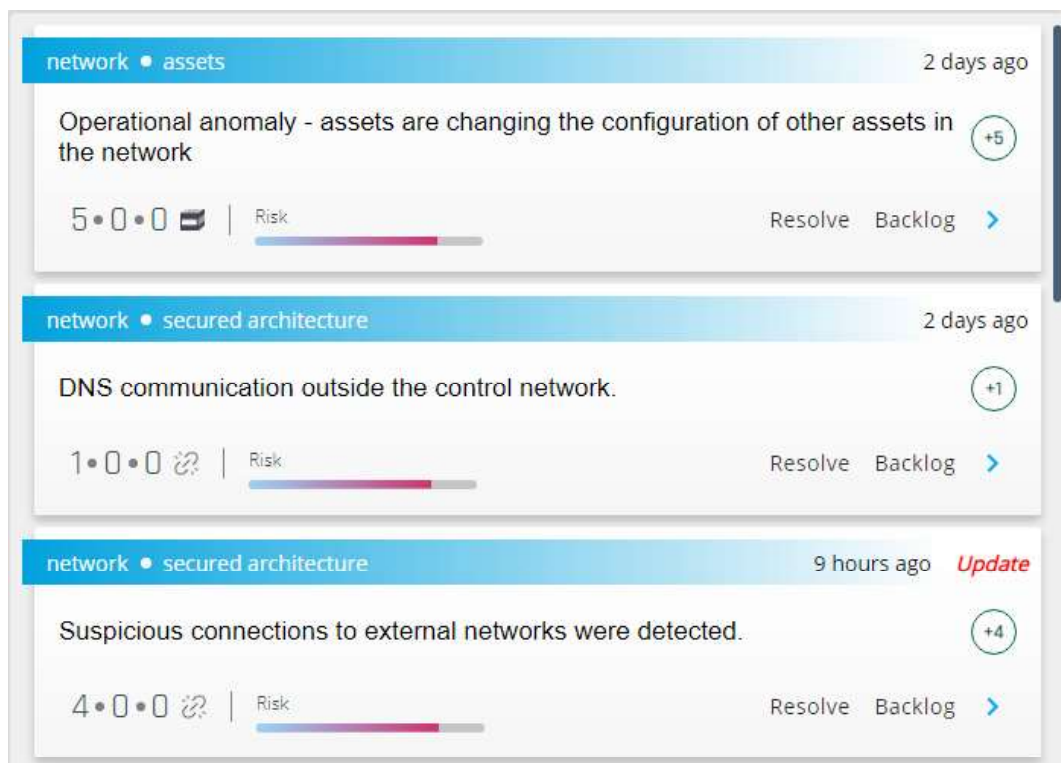 network • assets 2 days ago
Operational anomaly - assets are changing the configuration of other assets in
the network
+5
5•0•0 Risk
Resolve Backlog
network • secured architecture 2 days ago
DNS communication outside the control network.
+1
1•0•0 Risk
Resolve Backlog
network • secured architecture 9 hours ago Update
Suspicious connections to external networks were detected.
+4
4•0•0 Risk
Resolve Backlog